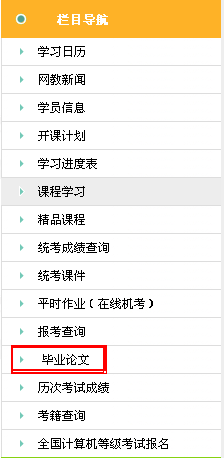 栏目导航
学习日历
网教新闻
学员信息
开课计划
学习进度表
课程学习
精品课程
统考成绩查询
统考课件
平时作业（在线机考）
报考查询
毕业论文
历次考试成绩
考籍查询
全国计算机等级考试报名